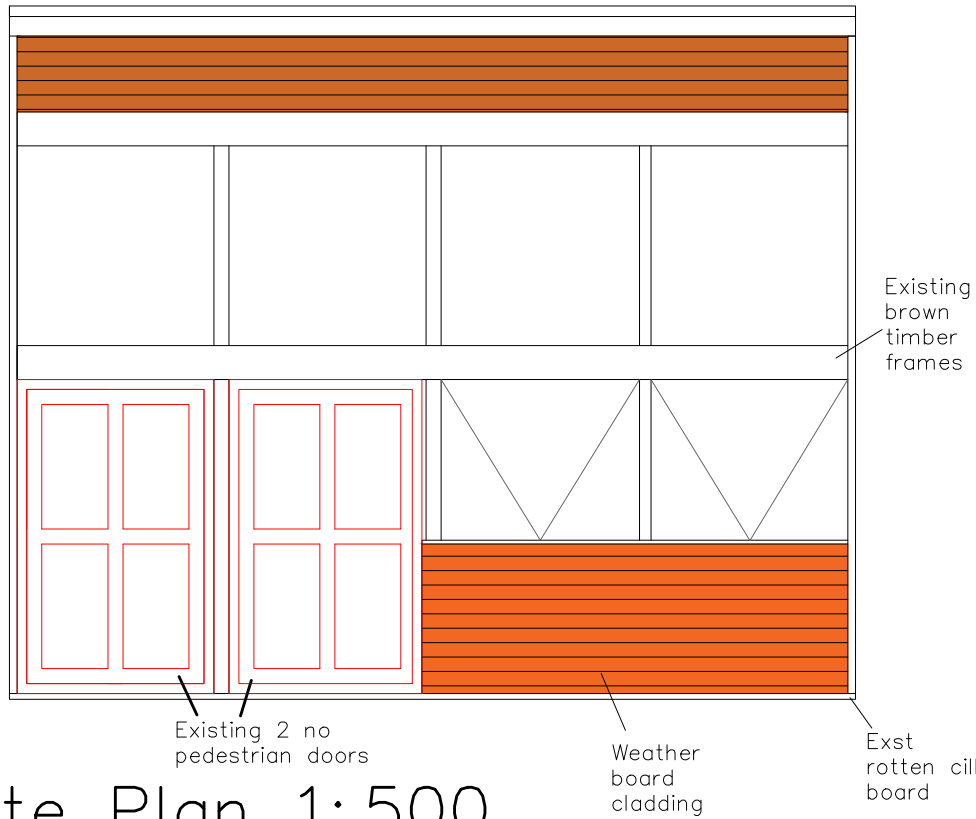 Existing
brown
timber
frames
Existing 2 no
pedestrian doors
Weather
board
cladding
Exst
rotten cill
board
te Plan 1:500